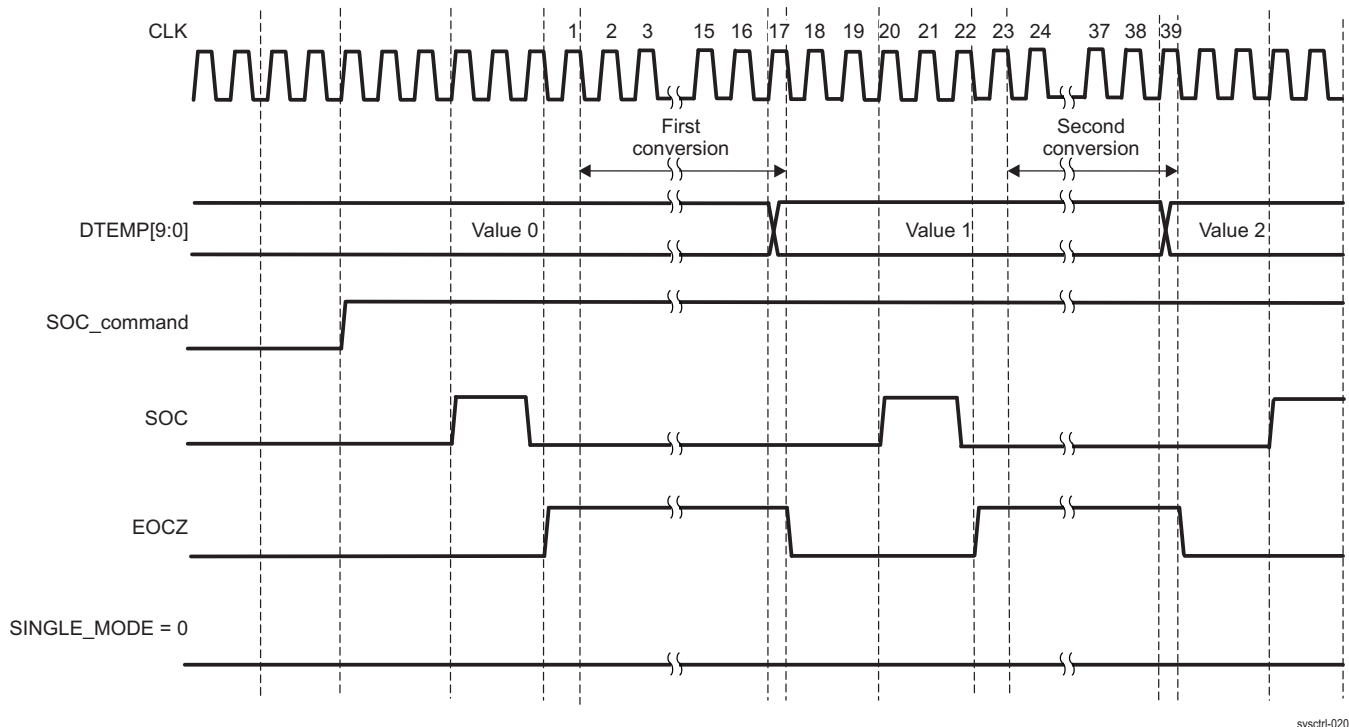 CLK
1 2 3 15 16 17 18 19 20 21 22 23 24 37 38 39
First
conversion
Second
conversion
DTEMP[9:0]
Value 0
Value 1
Value 2
SOC_command
SOC
EOCZ
SINGLE_MODE = 0
sysctrl-020